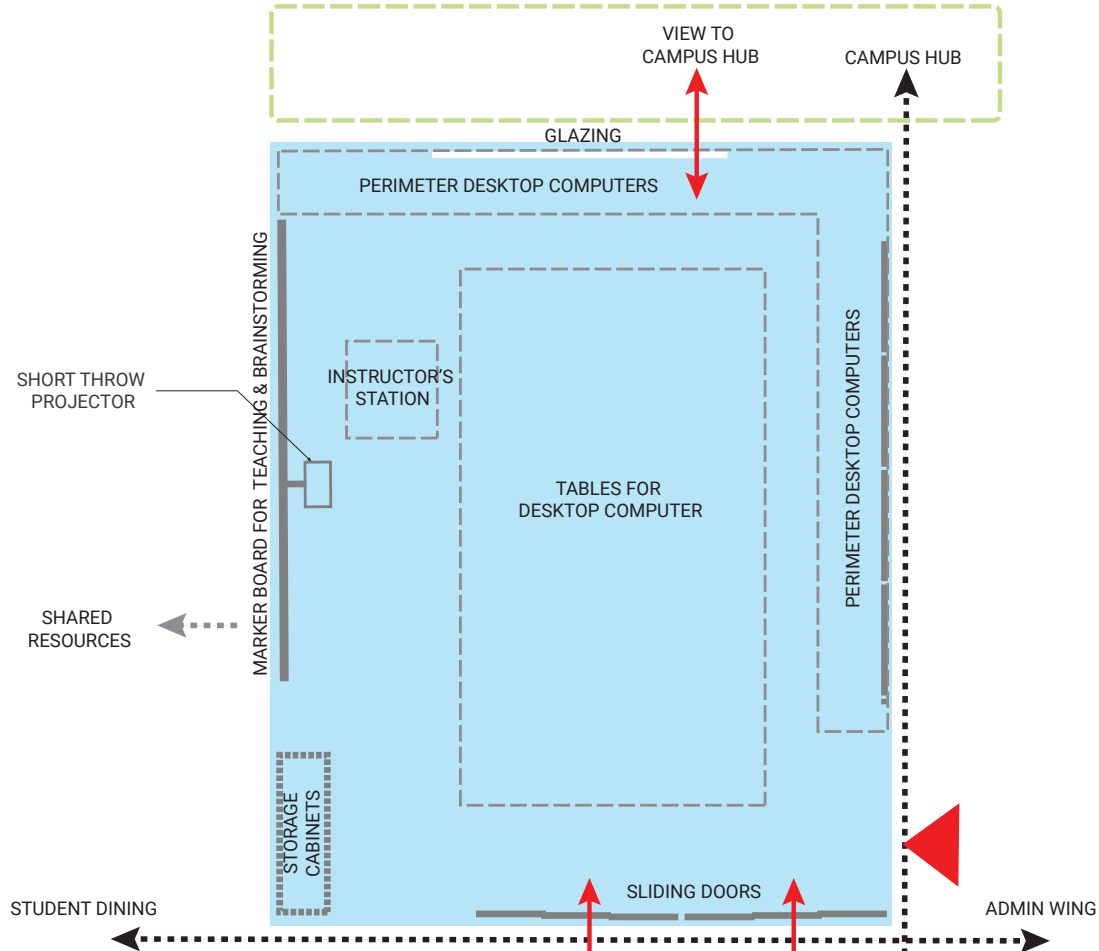 VIEW TO
CAMPUS HUB
CAMPUS HUB
GLAZING
PERIMETER DESKTOP COMPUTERS
MARKER BOARD FOR TEACHING & BRAINSTORMING
SHORT THROW
PROJECTOR
INSTRUCTOR'S
STATION
PERIMETER DESKTOP COMPUTERS
TABLES FOR
DESKTOP COMPUTER
SHARED
RESOURCES
STORAGE
CABINETS
SLIDING DOORS
STUDENT DINING
ADMIN WING